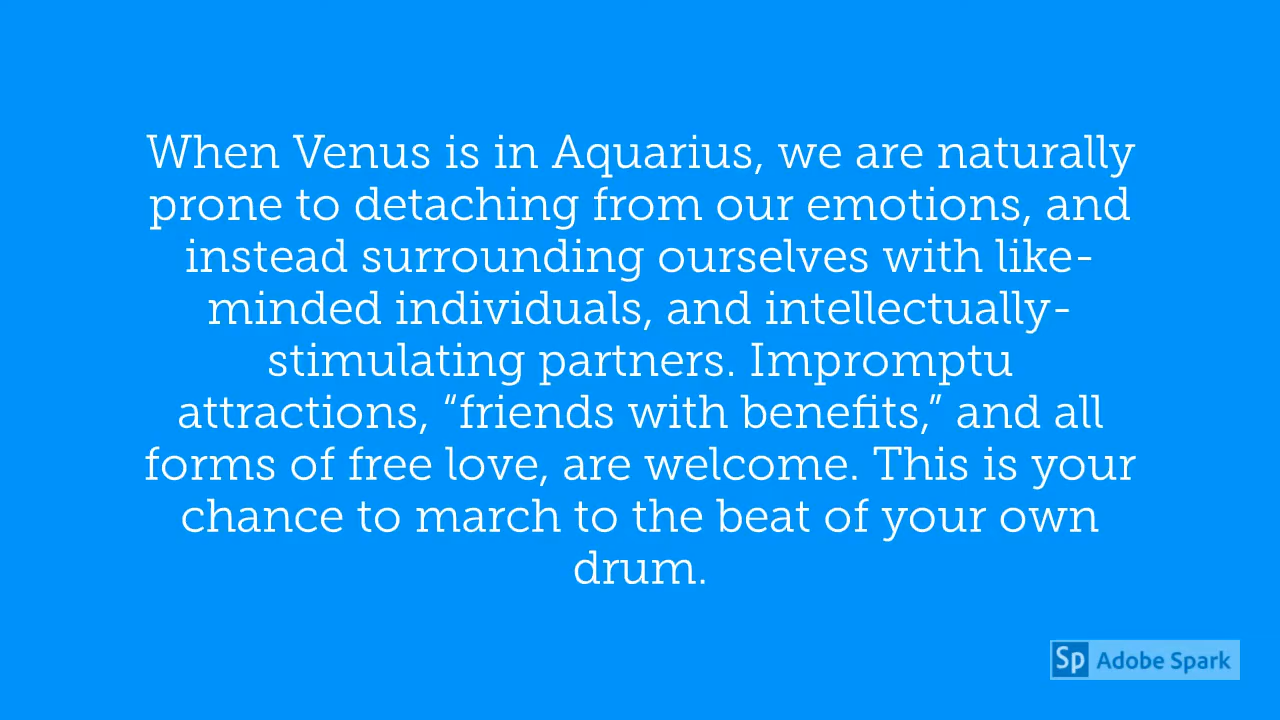 When Venus is in Aquarius, we are naturally
prone to detaching from our emotions, and
instead surrounding ourselves with like-
minded individuals, and intellectually-
stimulating partners. Impromptu
attractions, “friends with benefits,” and all
forms of free love, are welcome. This is your
chance to march to the beat of your own
drum.
Sp Adobe Spark